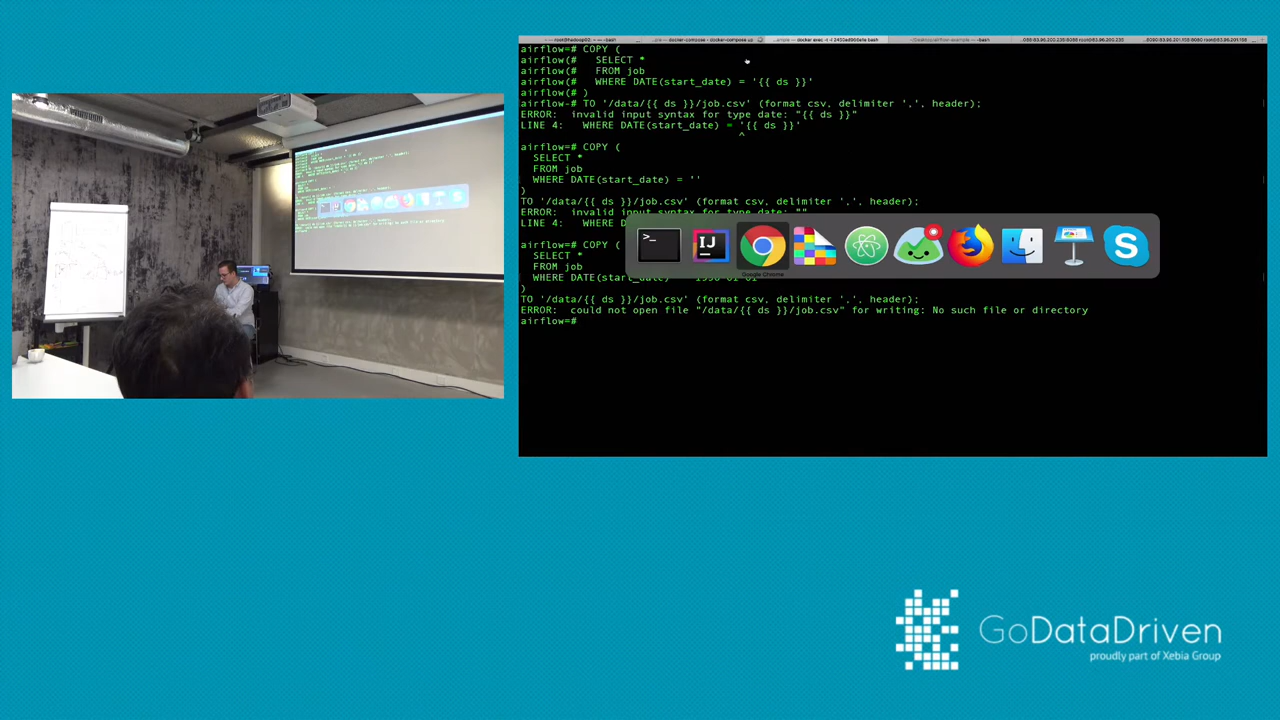 airflow=# COPY (
airflow(#   SELECT *
airflow(#   FROM job
airflow(#   WHERE DATE(start_date) = '{{ ds }}'
airflow(# )
airflow-# TO '/data/{{ ds }}/job.csv' (format csv, delimiter ',', header);
ERROR:  invalid input syntax for type date: "{{ ds }}"
LINE 4:   WHERE DATE(start_date) = '{{ ds }}'
^
airflow=# COPY (
  SELECT *
  FROM job
  WHERE DATE(start_date) = ''
)
TO '/data/{{ ds }}/job.csv' (format csv, delimiter ',', header);
ERROR:  invalid input syntax for type date: ""
LINE 4:   WHERE D
airflow=# COPY (
  SELECT *
  FROM job
  WHERE DATE(start_date)
)
TO '/data/{{ ds }}/job.csv' (format csv, delimiter ',', header);
ERROR:  could not open file "/data/{{ ds }}/job.csv" for writing: No such file or directory
airflow=#
>_
IJ
S
Google Chrome
GoDataDriven
proudly part of Xebia Group